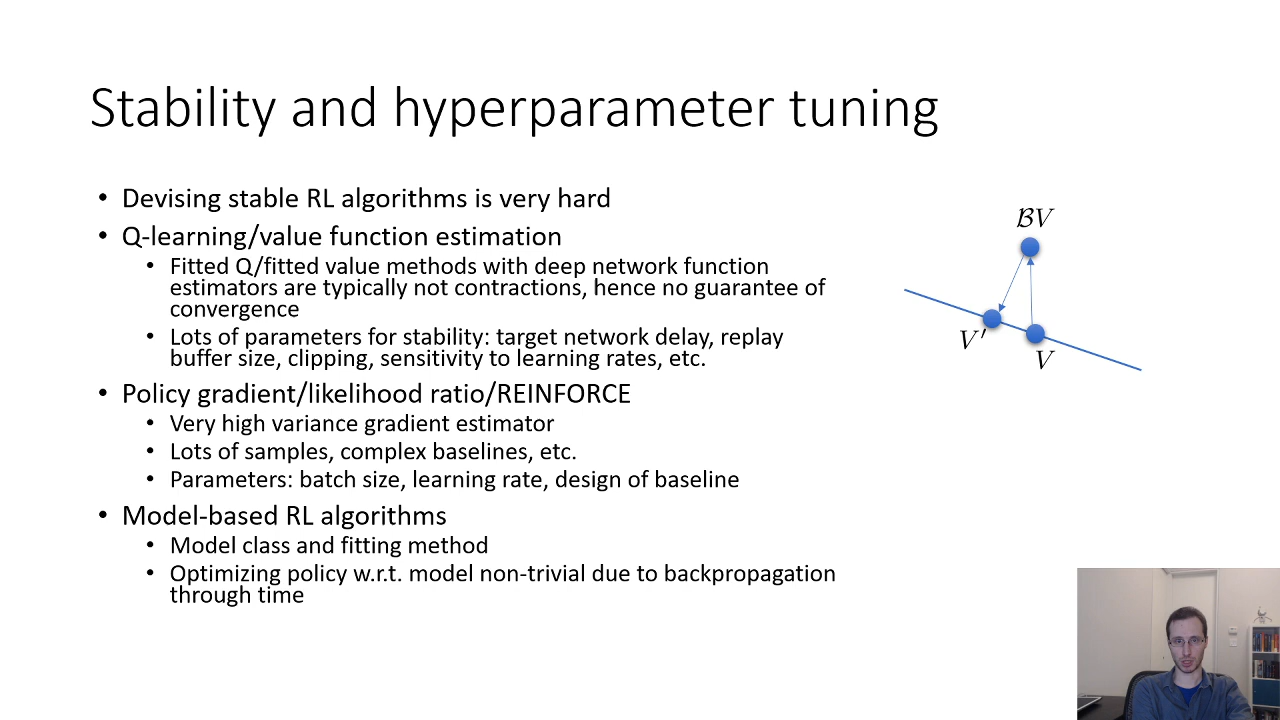 Stability and hyperparameter tuning
• Devising stable RL algorithms is very hard
• Q-learning/value function estimation
• Fitted Q/fitted value methods with deep network function
estimators are typically not contractions, hence no guarantee of
convergence
• Lots of parameters for stability: target network delay, replay
buffer size, clipping, sensitivity to learning rates, etc.
• Policy gradient/likelihood ratio/REINFORCE
• Very high variance gradient estimator
• Lots of samples, complex baselines, etc.
• Parameters: batch size, learning rate, design of baseline
• Model-based RL algorithms
• Model class and fitting method
• Optimizing policy w.r.t. model non-trivial due to backpropagation
through time
ℬV
V′
V